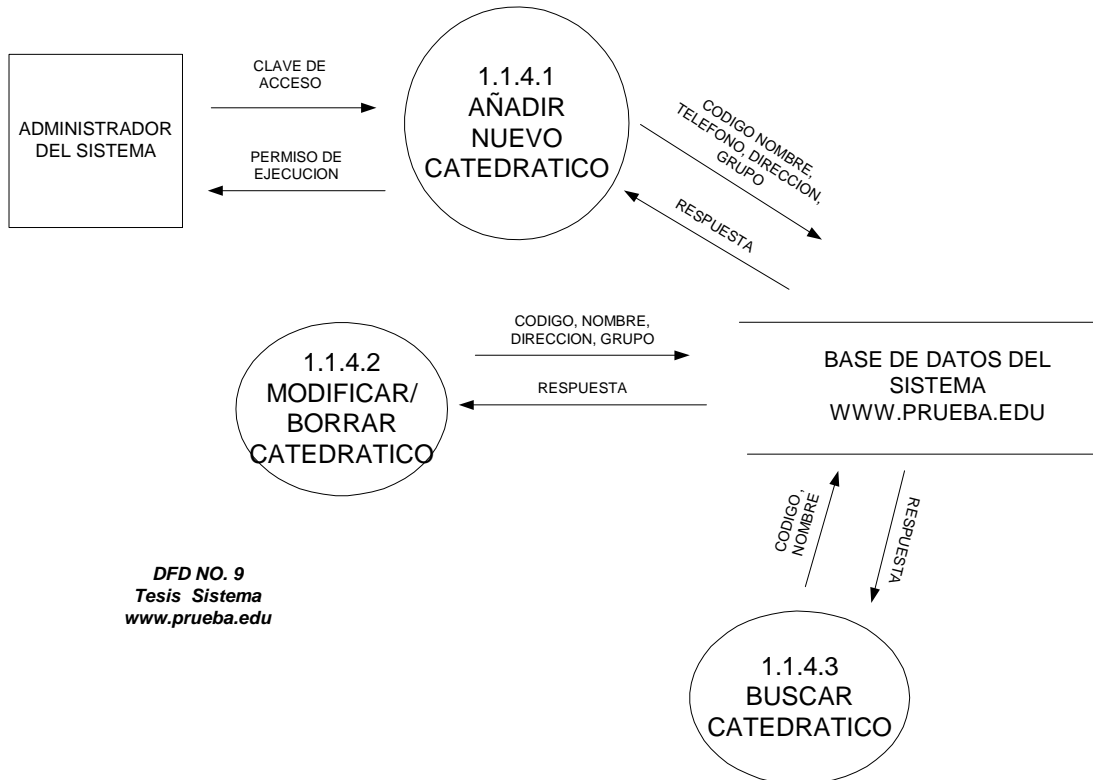 ADMINISTRADOR
DEL SISTEMA
CLAVE DE
ACCESO
PERMISO DE
EJECUCION
1.1.4.1
AÑADIR
NUEVO
CATEDRATICO
CODIGO NOMBRE,
TELEFONO, DIRECCION,
GRUPO
RESPUESTA
1.1.4.2
MODIFICAR/
BORRAR
CATEDRATICO
CODIGO, NOMBRE,
DIRECCION, GRUPO
RESPUESTA
BASE DE DATOS DEL
SISTEMA
WWW.PRUEBA.EDU
CODIGO ,
NOMBRE
RESPUESTA
1.1.4.3
BUSCAR
CATEDRATICO
DFD NO. 9
Tesis Sistema
www.prueba.edu